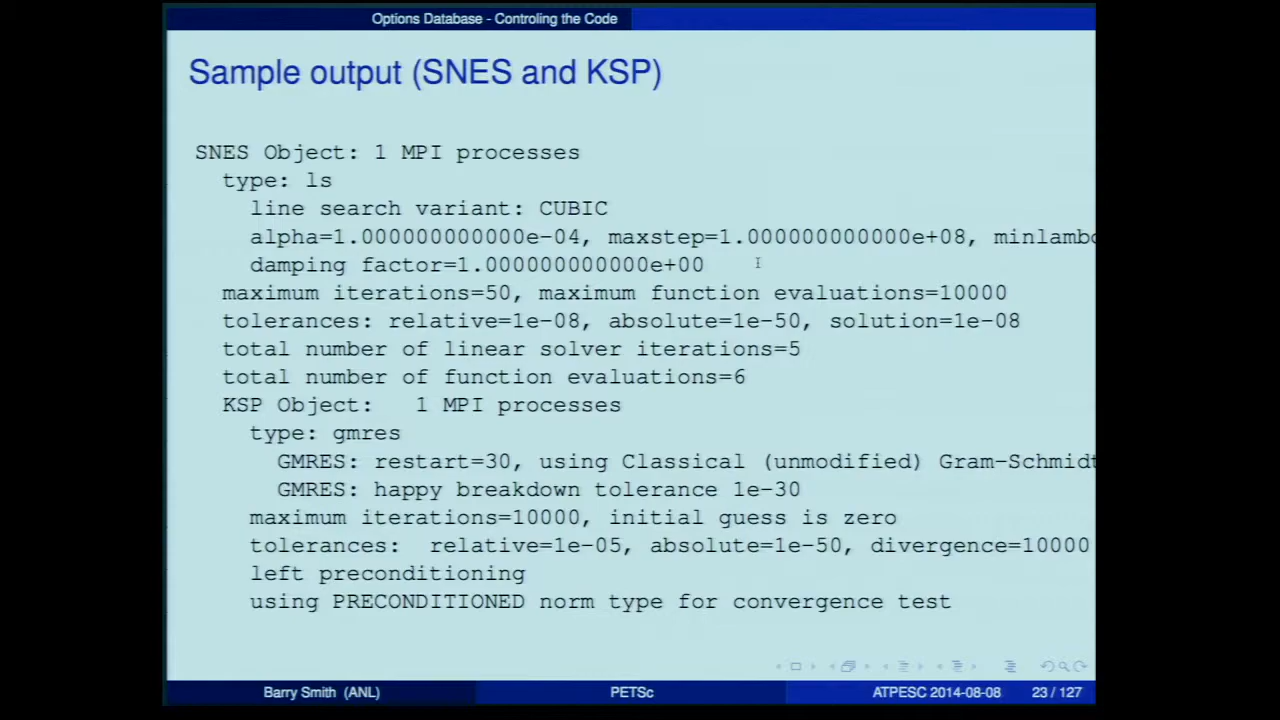 Options Database - Controling the Code
Sample output (SNES and KSP)
SNES Object: 1 MPI processes
type: ls
line search variant: CUBIC
alpha=1.000000000000e-04, maxstep=1.000000000000e+08, minlambd
damping factor=1.000000000000e+00
maximum iterations=50, maximum function evaluations=10000
tolerances: relative=1e-08, absolute=1e-50, solution=1e-08
total number of linear solver iterations=5
total number of function evaluations=6
KSP Object: 1 MPI processes
type: gmres
GMRES: restart=30, using Classical (unmodified) Gram-Schmidt
GMRES: happy breakdown tolerance 1e-30
maximum iterations=10000, initial guess is zero
tolerances: relative=1e-05, absolute=1e-50, divergence=10000
left preconditioning
using PRECONDITIONED norm type for convergence test
Barry Smith (ANL) PETSc ATPESC 2014-08-08 23 / 127